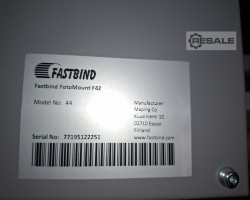 RESALE
FASTBIND
Fastbind FotoMount F42
Model No: 44
Manufacturer:
Maping Co
Kuusiniemi 10
02710 Espoo
Finland
www.fastbind.com
Serial No: 77195122251